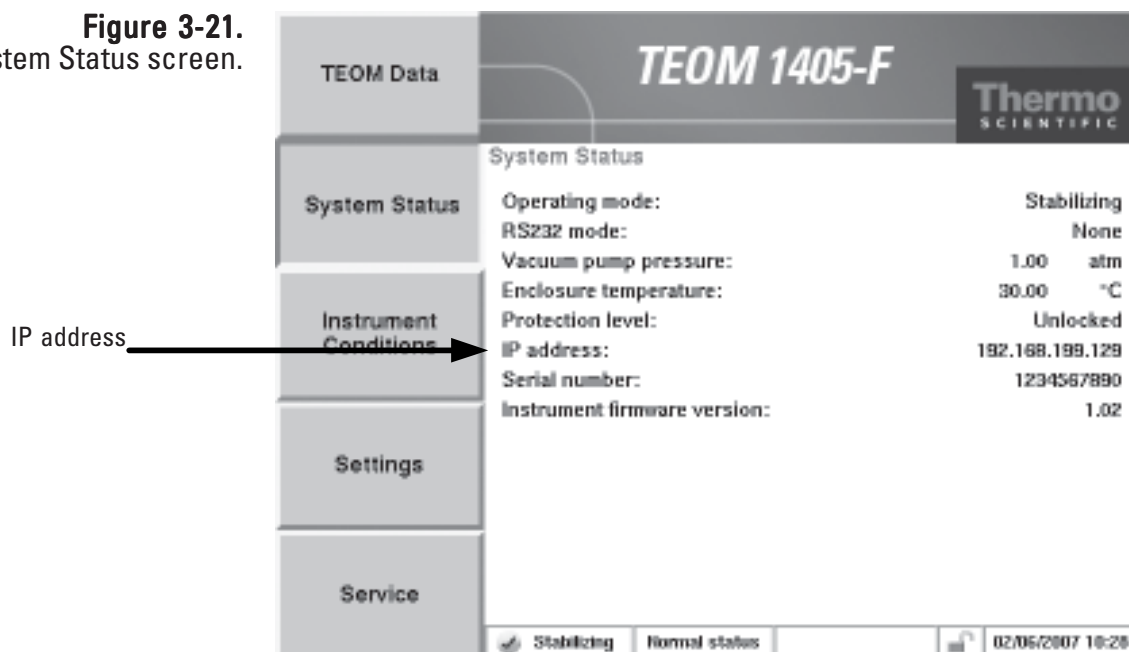 Figure 3-21.
stem Status screen.
IP address
TEOM Data
System Status
Instrument
Conditions
Settings
Service
TEOM 1405-F
Thermo
SCIENTIFIC
System Status
Operating mode: Stabilizing
RS232 mode: None
Vacuum pump pressure: 1.00 atm
Enclosure temperature: 30.00 °C
Protection level: Unlocked
IP address: 192.168.199.129
Serial number: 1234567890
Instrument firmware version: 1.02
Stabilizing Normal status 02/06/2007 10:28